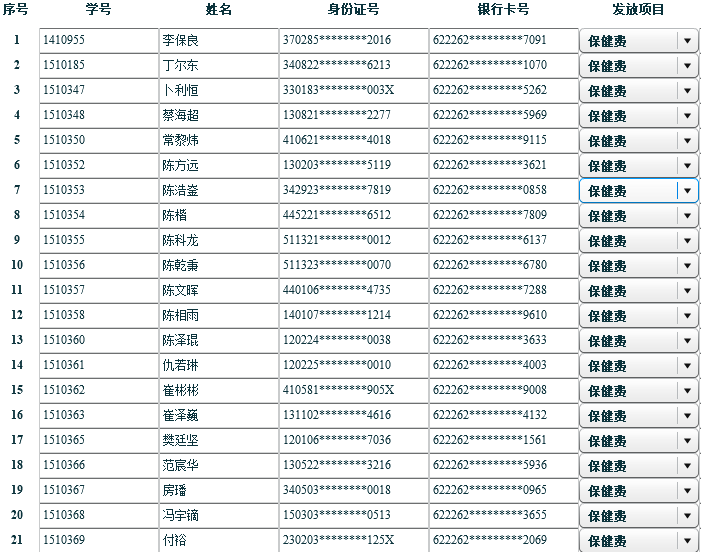 序号 学号 姓名 身份证号 银行卡号 发放项目
1 1410955 李保良 370285********2016 622262*********7091 保健费
2 1510185 丁尔东 340822********6213 622262*********1070 保健费
3 1510347 卜利恒 330183********003X 622262*********5262 保健费
4 1510348 蔡海超 130821********2277 622262*********5969 保健费
5 1510350 常黎炜 410621********4018 622262*********9115 保健费
6 1510352 陈方远 130203********5119 622262*********3621 保健费
7 1510353 陈浩崟 342923********7819 622262*********0858 保健费
8 1510354 陈楷 445221********6512 622262*********7809 保健费
9 1510355 陈科龙 511321********0012 622262*********6137 保健费
10 1510356 陈乾秉 511323********0070 622262*********6780 保健费
11 1510357 陈文晖 440106********4735 622262*********7288 保健费
12 1510358 陈相雨 140107********1214 622262*********9610 保健费
13 1510360 陈泽琨 120224********0038 622262*********3633 保健费
14 1510361 仇若琳 120225********0010 622262*********4003 保健费
15 1510362 崔彬彬 410581********905X 622262*********9008 保健费
16 1510363 崔泽巍 131102********4616 622262*********4132 保健费
17 1510365 樊廷坚 120106********7036 622262*********1561 保健费
18 1510366 范宸华 130522********3216 622262*********5936 保健费
19 1510367 房璠 340503********0018 622262*********0965 保健费
20 1510368 冯宇镝 150303********0513 622262*********3655 保健费
21 1510369 付裕 230203********125X 622262*********2069 保健费